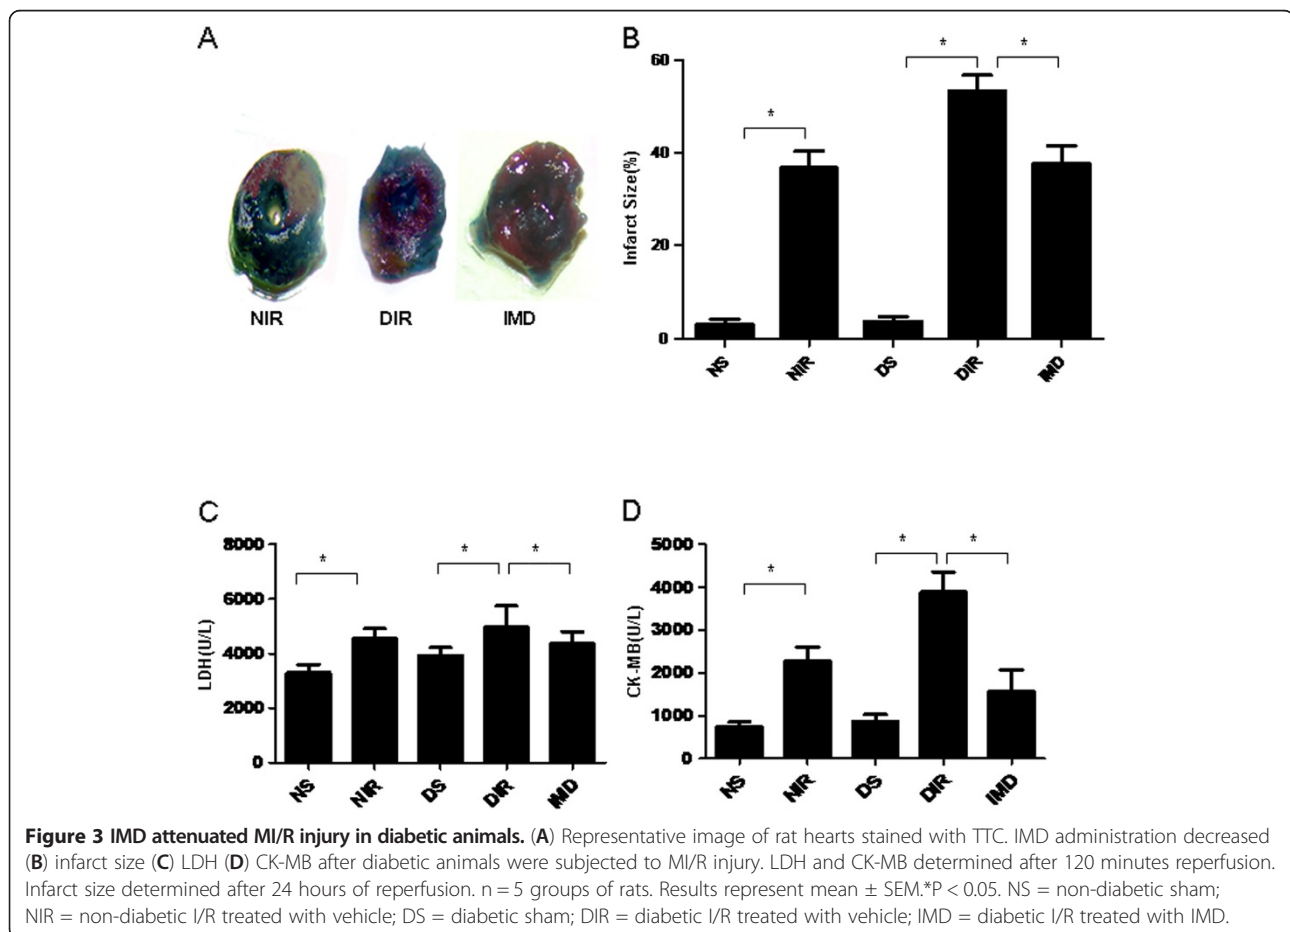 A
NIR
DIR
IMD
B
*
*
*
60
40
20
0
Infarct Size(%)
NS
NIR
DS
DIR
IMD
C
*
*
*
8000
6000
4000
2000
0
LDH(U/L)
NS
NIR
DS
DIR
IMD
D
*
*
*
5000
4000
3000
2000
1000
0
CK-MB(U/L)
NS
NIR
DS
DIR
IMD
Figure 3 IMD attenuated MI/R injury in diabetic animals. (A) Representative image of rat hearts stained with TTC. IMD administration decreased
(B) infarct size (C) LDH (D) CK-MB after diabetic animals were subjected to MI/R injury. LDH and CK-MB determined after 120 minutes reperfusion.
Infarct size determined after 24 hours of reperfusion. n = 5 groups of rats. Results represent mean ± SEM.*P < 0.05. NS = non-diabetic sham;
NIR = non-diabetic I/R treated with vehicle; DS = diabetic sham; DIR = diabetic I/R treated with vehicle; IMD = diabetic I/R treated with IMD.